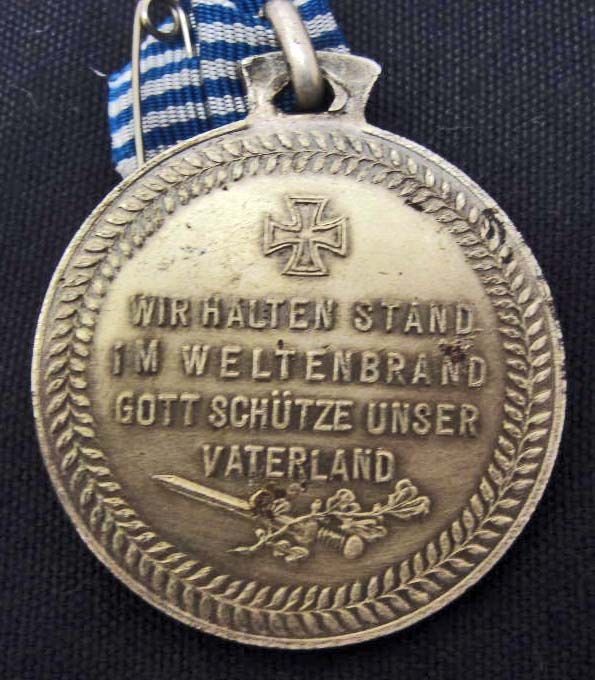 WIR HALTEN STAND
IM WELTENBRAND
GOTT SCHÜTZE UNSER
VATERLAND